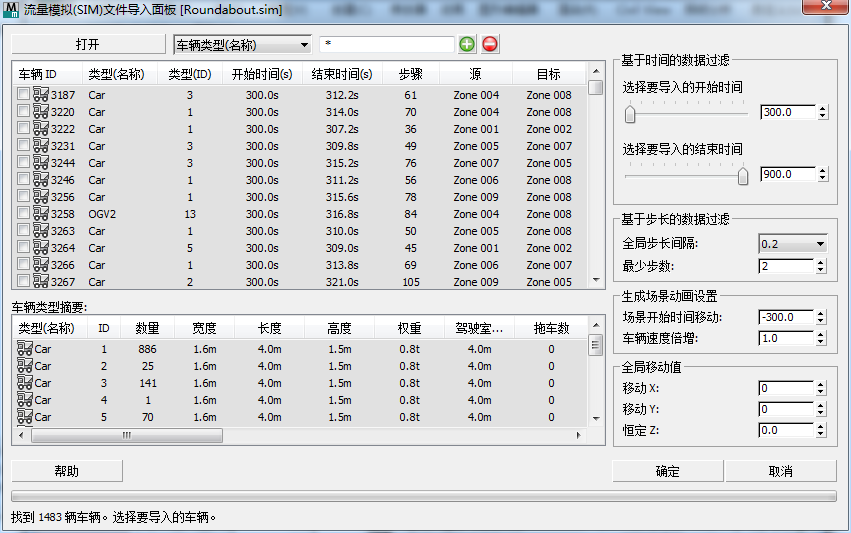 流量模拟(SIM)文件导入面板 [Roundabout.sim]
打开 车辆类型(名称) *
车辆 ID 类型(名称) 类型(ID) 开始时间(s) 结束时间(s) 步骤 源 目标
3187 Car 3 300.0s 312.2s 61 Zone 004 Zone 008
3220 Car 1 300.0s 314.0s 70 Zone 004 Zone 008
3222 Car 1 300.0s 307.2s 36 Zone 001 Zone 002
3231 Car 3 300.0s 309.8s 49 Zone 005 Zone 007
3244 Car 3 300.0s 315.2s 76 Zone 007 Zone 005
3246 Car 1 300.0s 311.2s 56 Zone 006 Zone 008
3256 Car 1 300.0s 315.6s 78 Zone 009 Zone 008
3258 OGV2 13 300.0s 316.8s 84 Zone 004 Zone 008
3263 Car 1 300.0s 310.0s 50 Zone 005 Zone 008
3264 Car 5 300.0s 309.0s 45 Zone 001 Zone 002
3266 Car 1 300.0s 313.8s 69 Zone 006 Zone 007
3267 Car 2 300.0s 321.0s 105 Zone 009 Zone 005
车辆类型摘要:
类型(名称) ID 数量 宽度 长度 高度 权重 驾驶室... 拖车数
Car 1 886 1.6m 4.0m 1.5m 0.8t 4.0m 0
Car 2 25 1.6m 4.0m 1.5m 0.8t 4.0m 0
Car 3 141 1.6m 4.0m 1.5m 0.8t 4.0m 0
Car 4 1 1.6m 4.0m 1.5m 0.8t 4.0m 0
Car 5 70 1.6m 4.0m 1.5m 0.8t 4.0m 0
基于时间的数据过滤
选择要导入的开始时间
300.0
选择要导入的结束时间
900.0
基于步长的数据过滤
全局步长间隔: 0.2
最少步数: 2
生成场景动画设置
场景开始时间移动: -300.0
车辆速度倍增: 1.0
全局移动值
移动 X: 0
移动 Y: 0
恒定 Z: 0.0
帮助 确定 取消
找到 1483 辆车辆。选择要导入的车辆。